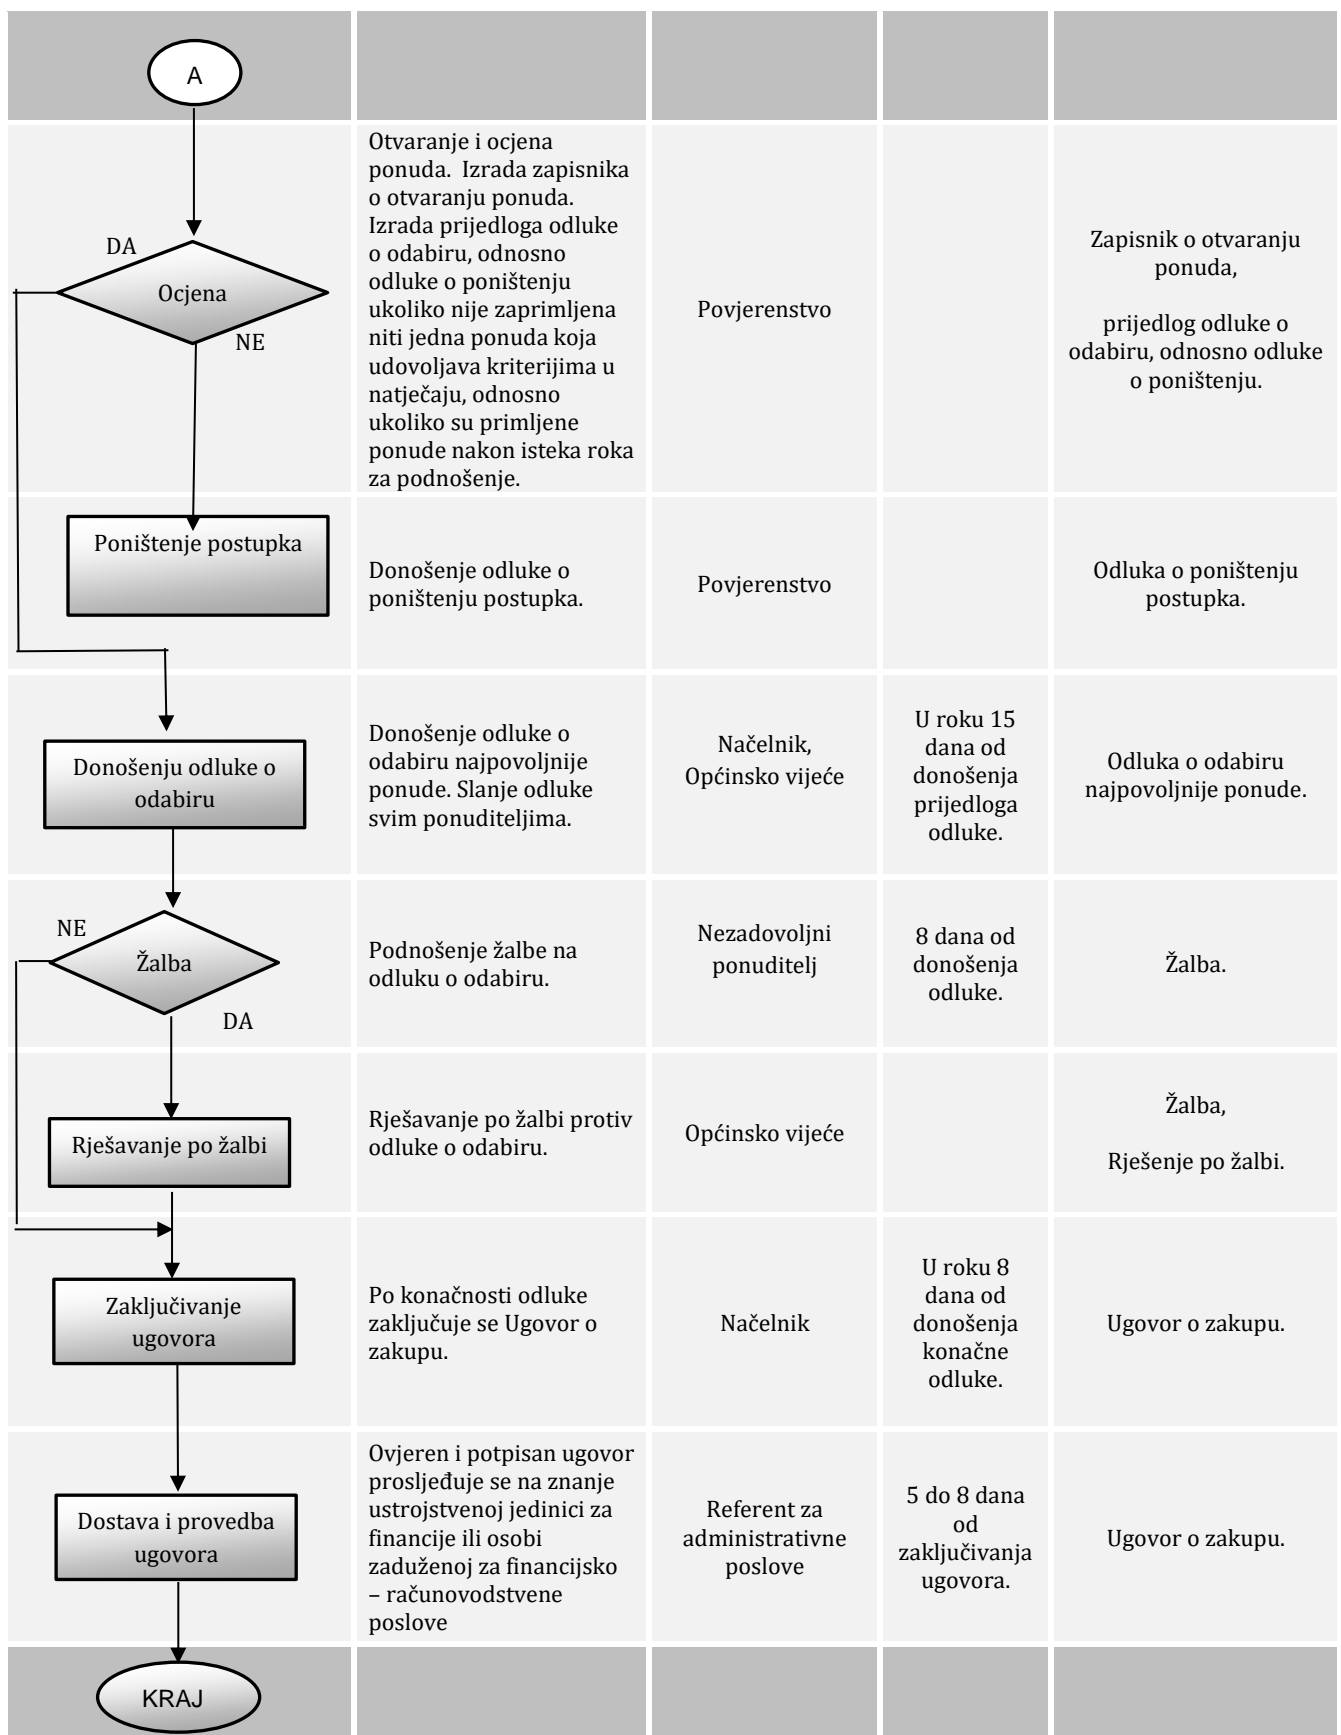 A
DA
Ocjena
NE
Otvaranje i ocjena
ponuda.  Izrada zapisnika
o otvaranju ponuda.
Izrada prijedloga odluke
o odabiru, odnosno
odluke o poništenju
ukoliko nije zaprimljena
niti jedna ponuda koja
udovoljava kriterijima u
natječaju, odnosno
ukoliko su primljene
ponude nakon isteka roka
za podnošenje.
Povjerenstvo
Zapisnik o otvaranju
ponuda,
prijedlog odluke o
odabiru, odnosno odluke
o poništenju.
Poništenje postupka
Donošenje odluke o
poništenju postupka.
Povjerenstvo
Odluka o poništenju
postupka.
Donošenju odluke o
odabiru
Donošenje odluke o
odabiru najpovoljnije
ponude. Slanje odluke
svim ponuditeljima.
Načelnik,
Općinsko vijeće
U roku 15
dana od
donošenja
prijedloga
odluke.
Odluka o odabiru
najpovoljnije ponude.
NE
Žalba
DA
Podnošenje žalbe na
odluku o odabiru.
Nezadovoljni
ponuditelj
8 dana od
donošenja
odluke.
Žalba.
Rješavanje po žalbi
Rješavanje po žalbi protiv
odluke o odabiru.
Općinsko vijeće
Žalba,
Rješenje po žalbi.
Zaključivanje
ugovora
Po konačnosti odluke
zaključuje se Ugovor o
zakupu.
Načelnik
U roku 8
dana od
donošenja
konačne
odluke.
Ugovor o zakupu.
Dostava i provedba
ugovora
Ovjeren i potpisan ugovor
prosljeđuje se na znanje
ustrojstvenoj jedinici za
financije ili osobi
zaduženoj za financijsko
– računovodstvene
poslove
Referent za
administrativne
poslove
5 do 8 dana
od
zaključivanja
ugovora.
Ugovor o zakupu.
KRAJ